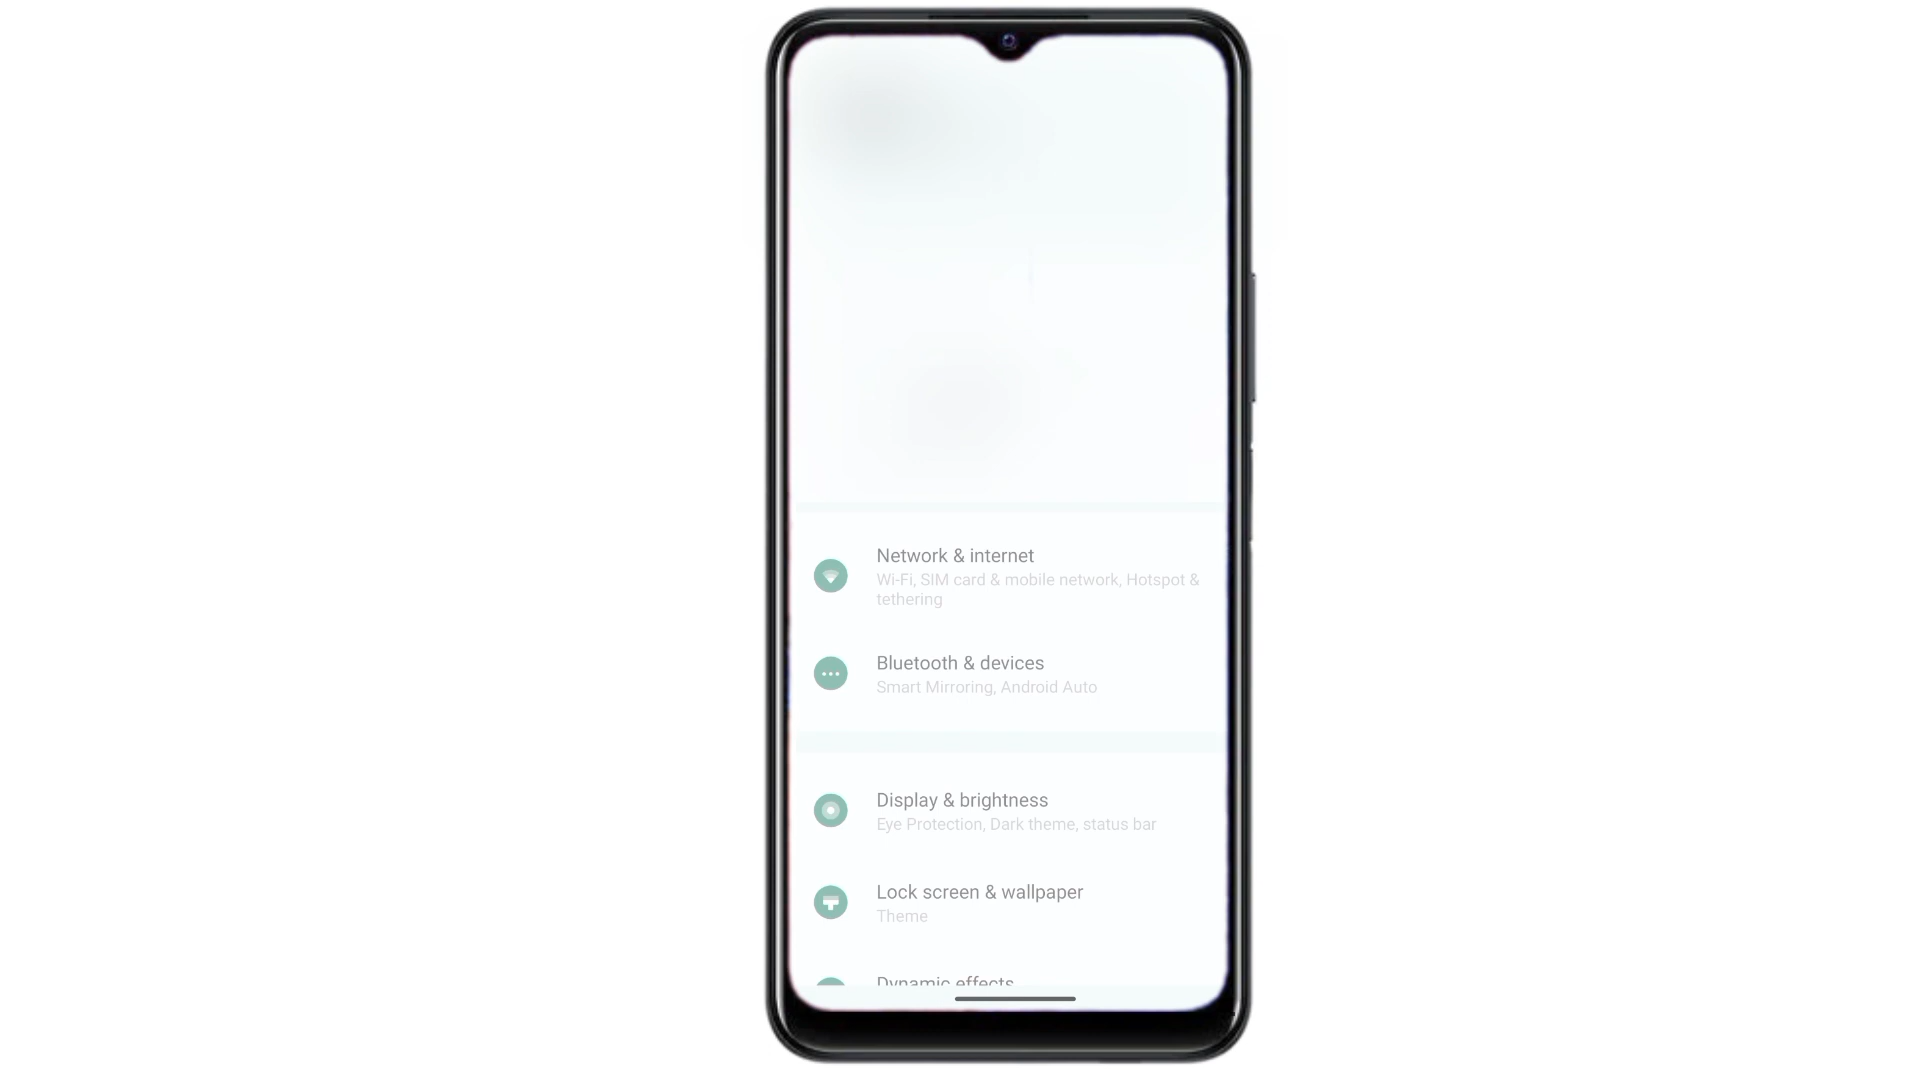 Network & internet
Wi-Fi, SIM card & mobile network, Hotspot &
tethering
Bluetooth & devices
Smart Mirroring, Android Auto
Display & brightness
Eye Protection, Dark theme, status bar
Lock screen & wallpaper
Theme
Dynamic effects